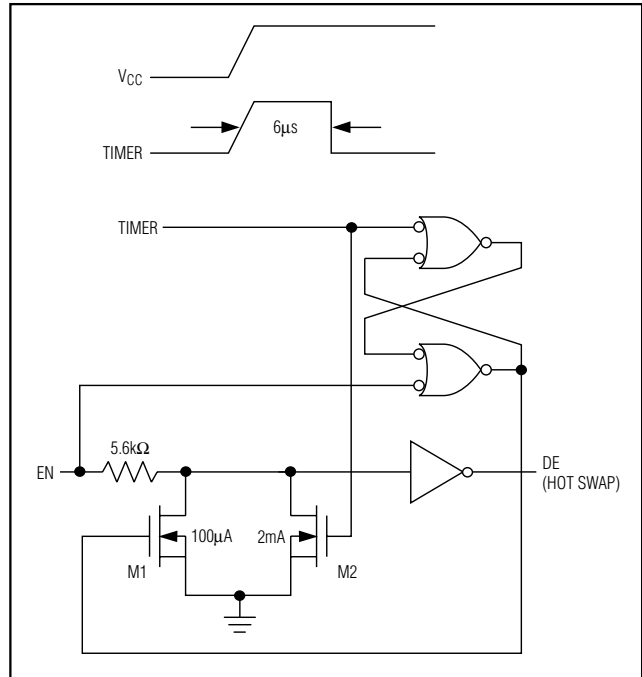 VCC
6μs
TIMER
TIMER
5.6kΩ
EN
DE
(HOT SWAP)
100μA
2mA
M1
M2